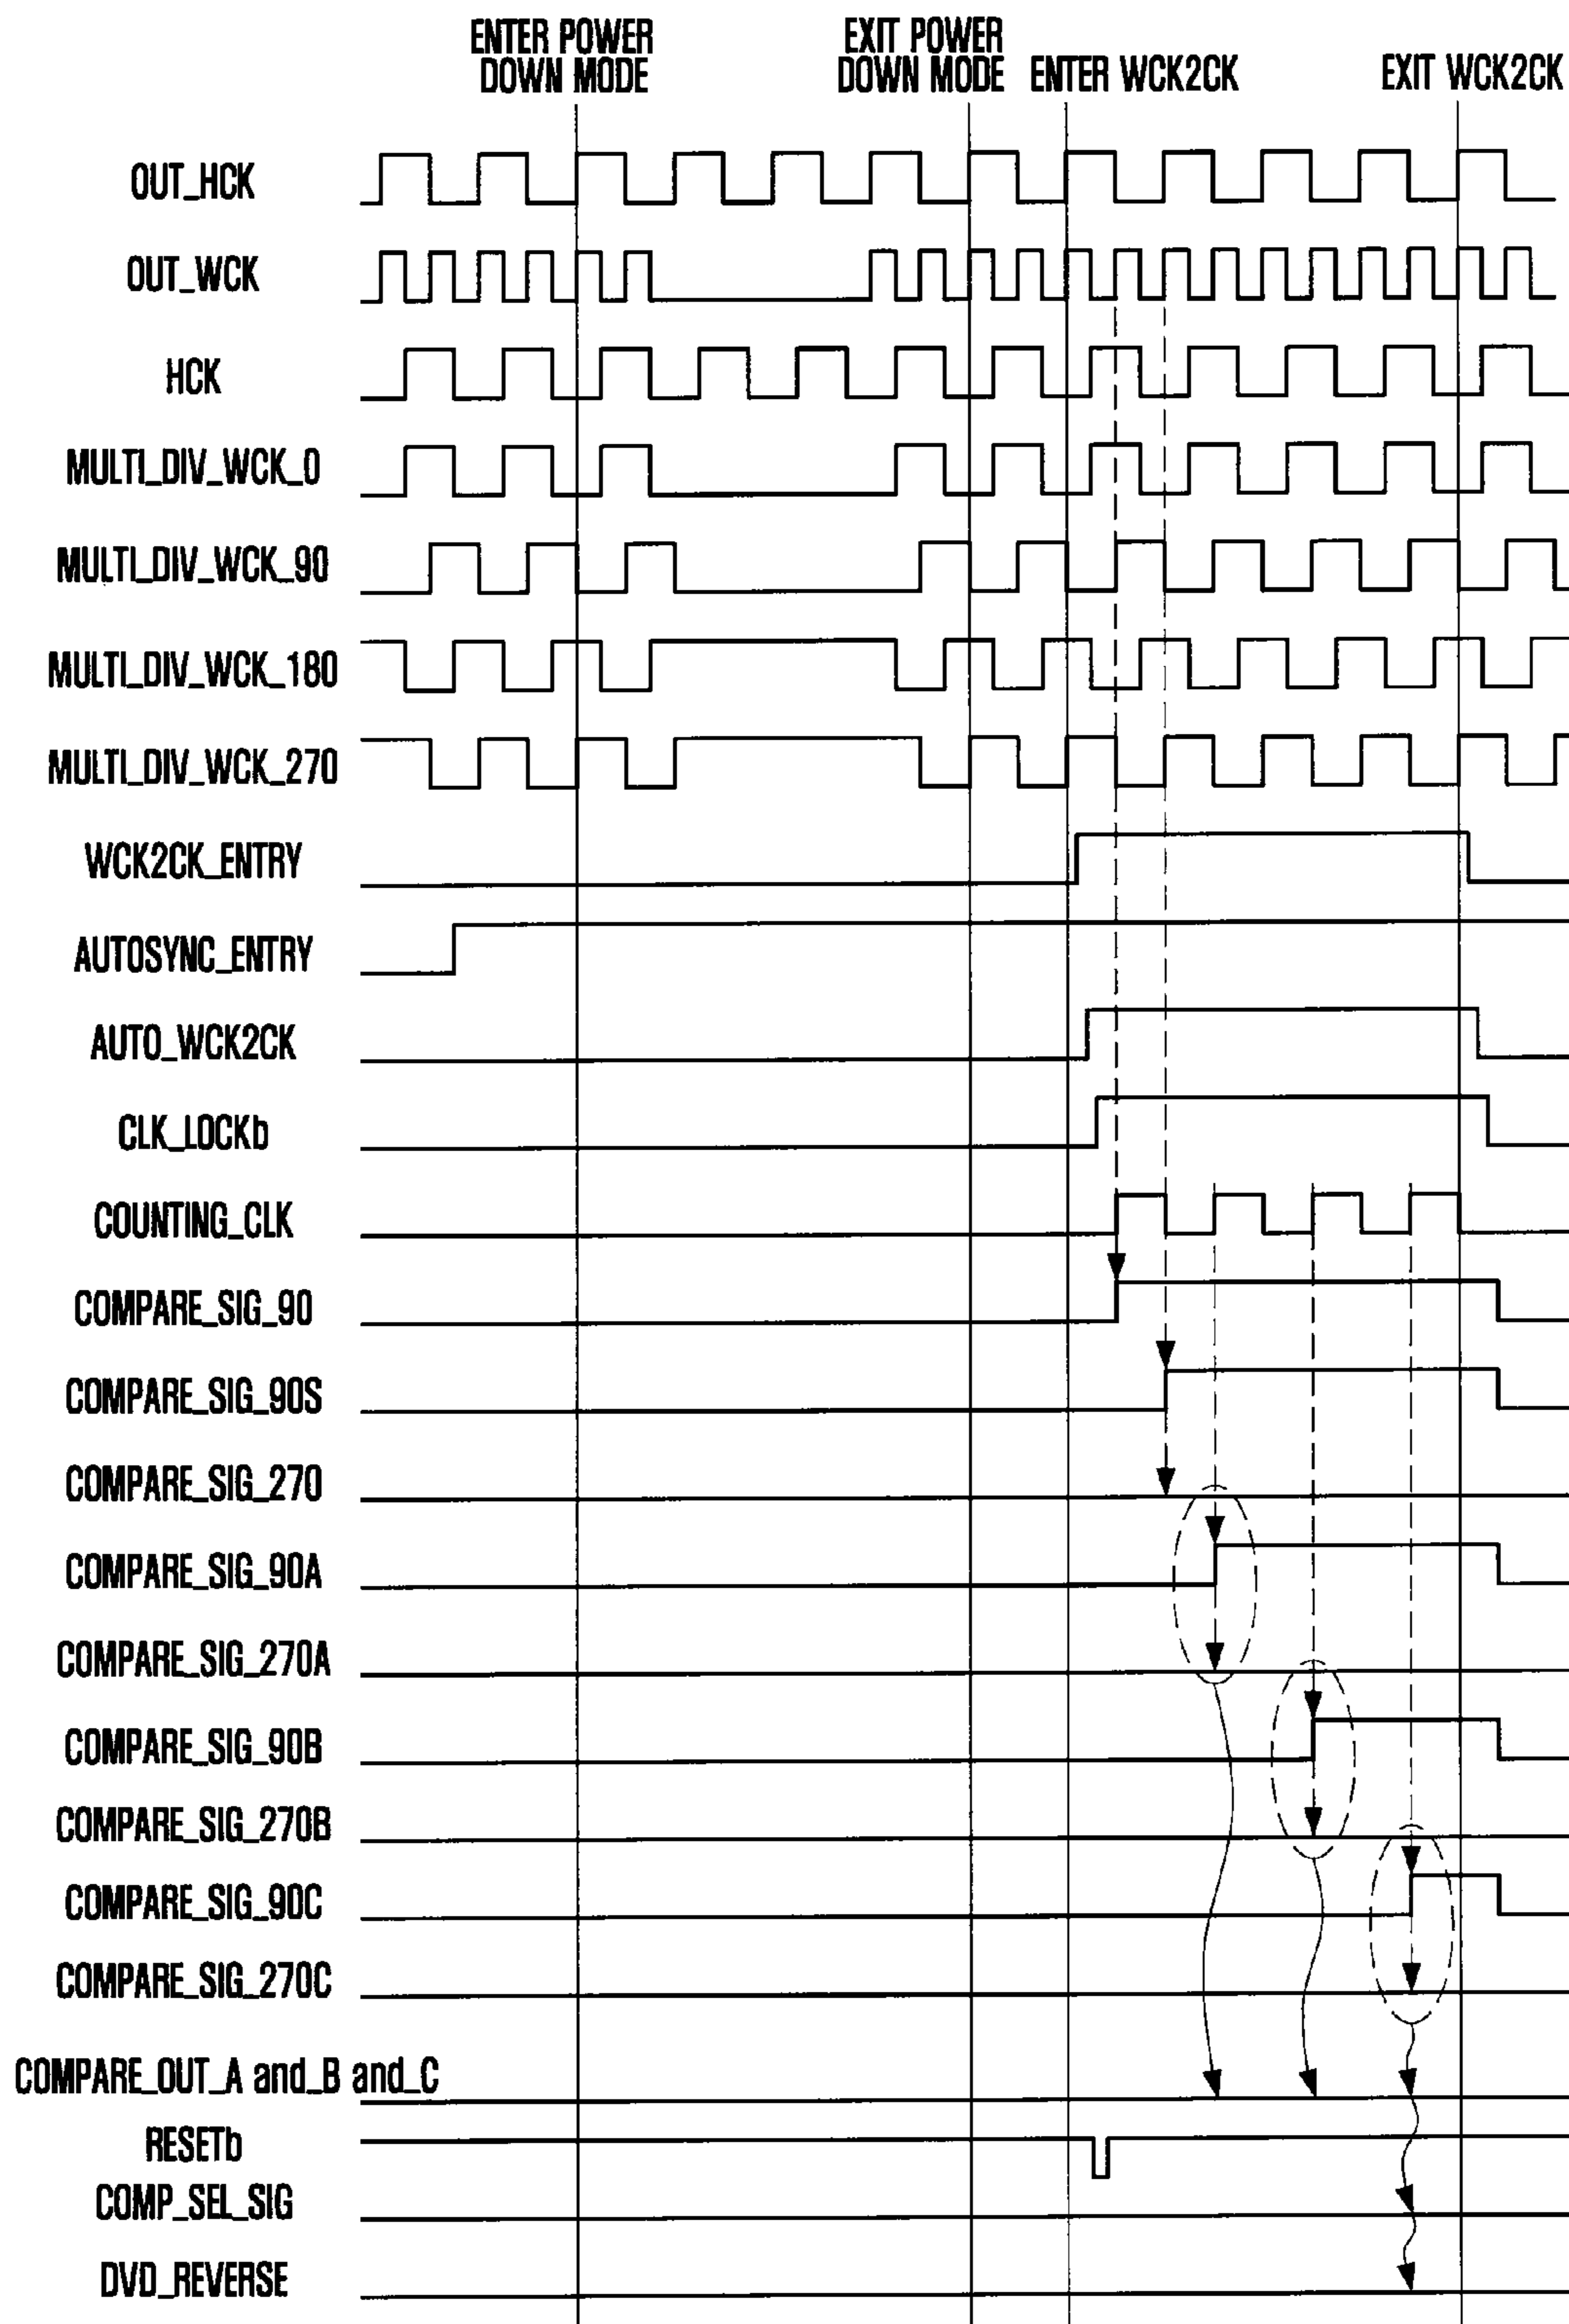 ENTER POWER
DOWN MODE
EXIT POWER
DOWN MODE
ENTER WCK2CK
EXIT WCK2CK
OUT_HCK
OUT_WCK
HCK
MULTI_DIV_WCK_0
MULTI_DIV_WCK_90
MULTI_DIV_WCK_180
MULTI_DIV_WCK_270
WCK2CK_ENTRY
AUTOSYNC_ENTRY
AUTO_WCK2CK
CLK_LOCKb
COUNTING_CLK
COMPARE_SIG_90
COMPARE_SIG_90S
COMPARE_SIG_270
COMPARE_SIG_90A
COMPARE_SIG_270A
COMPARE_SIG_90B
COMPARE_SIG_270B
COMPARE_SIG_90C
COMPARE_SIG_270C
COMPARE_OUT_A and_B and_C
RESETb
COMP_SEL_SIG
DVD_REVERSE